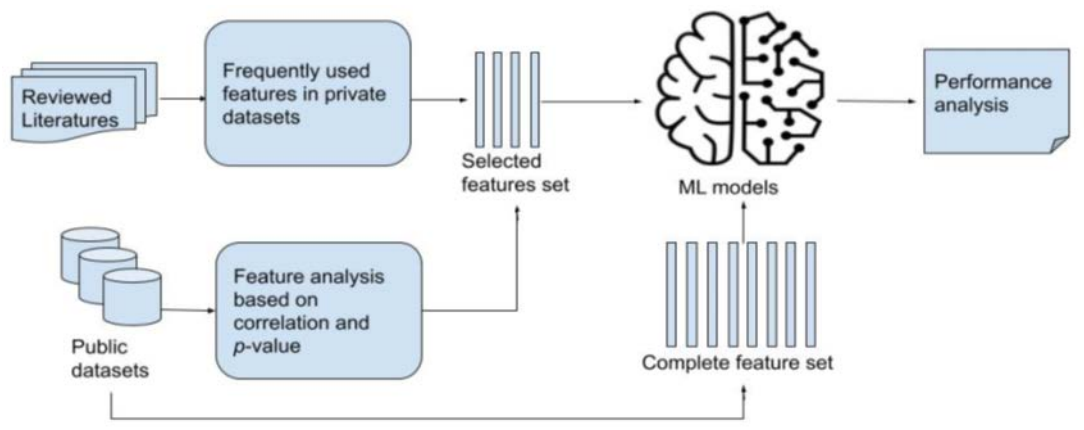 Reviewed
Literatures
Frequently used
features in private
datasets
Selected
features set
ML models
Performance
analysis
Public
datasets
Feature analysis
based on
correlation and
p-value
Complete feature set